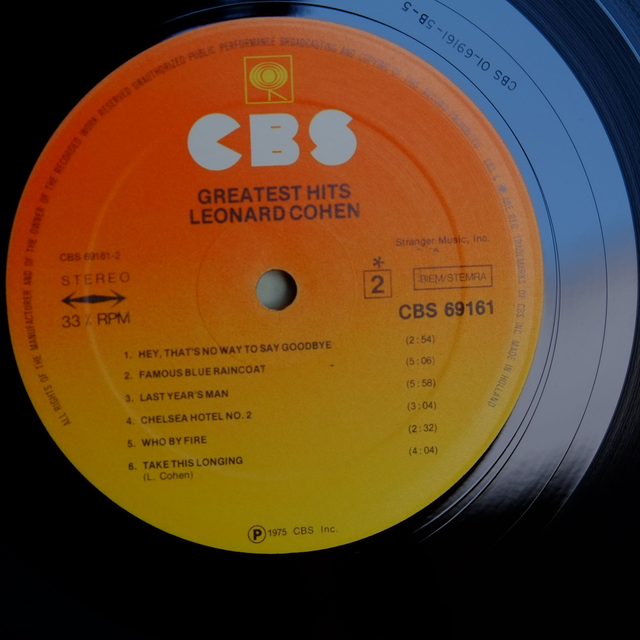 CBS 01-69161-5B-5
ALL RIGHTS OF THE MANUFACTURER AND OF THE OWNER OF THE RECORDED WORK RESERVED UNAUTHORIZED PUBLIC PERFORMANCE BROADCASTING AND COPYING OF
MADE IN HOLLAND
CBS
GREATEST HITS
LEONARD COHEN
Stranger Music, Inc.
CBS 69161-2
STEREO
33⅓ RPM
*
2
BIEM/STEMRA
CBS 69161
1. HEY, THAT'S NO WAY TO SAY GOODBYE (2:54)
2. FAMOUS BLUE RAINCOAT (5:06)
3. LAST YEAR'S MAN (5:58)
4. CHELSEA HOTEL NO. 2 (3:04)
5. WHO BY FIRE (2:32)
6. TAKE THIS LONGING (4:04)
(L. Cohen)
P 1975 CBS Inc.